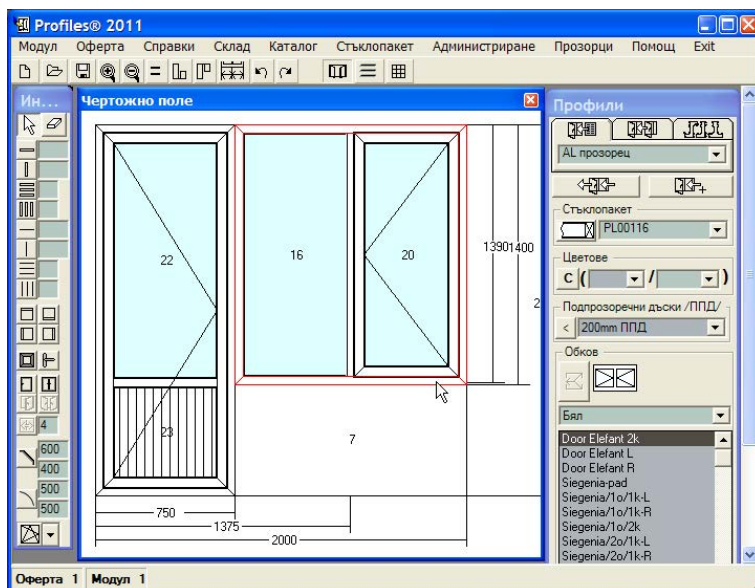 Profiles® 2011
Модул Оферта Справки Склад Каталог Стъклопакет Администриране Прозорци Помощ Exit
Ин...
Чертожно поле
Профили
AL прозорец
Стъклопакет
PL00116
Цветове
C ( / )
Подпрозоречни дъски /ППД/
< 200mm ППД
Обков
Бял
Door Elefant 2k
Door Elefant L
Door Elefant R
Siegenia-pad
Siegenia/1o/1k-L
Siegenia/1o/1k-R
Siegenia/1o/2k
Siegenia/2o/1k-L
Siegenia/2o/1k-R
22
16
20
1390
1400
2
23
7
750
1375
2000
4
600
400
500
500
Оферта 1 Модул 1